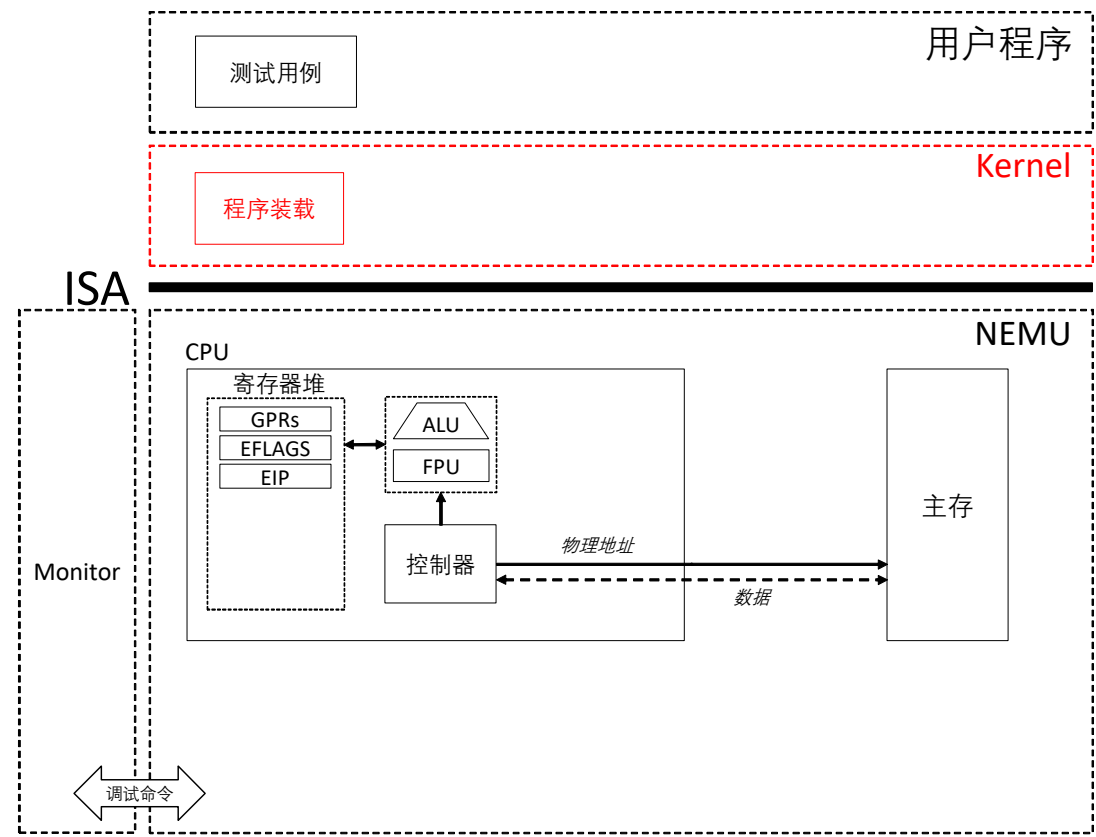 用户程序
测试用例
Kernel
程序装载
ISA
NEMU
CPU
寄存器堆
GPRs
EFLAGS
EIP
ALU
FPU
控制器
物理地址
数据
主存
Monitor
调试命令